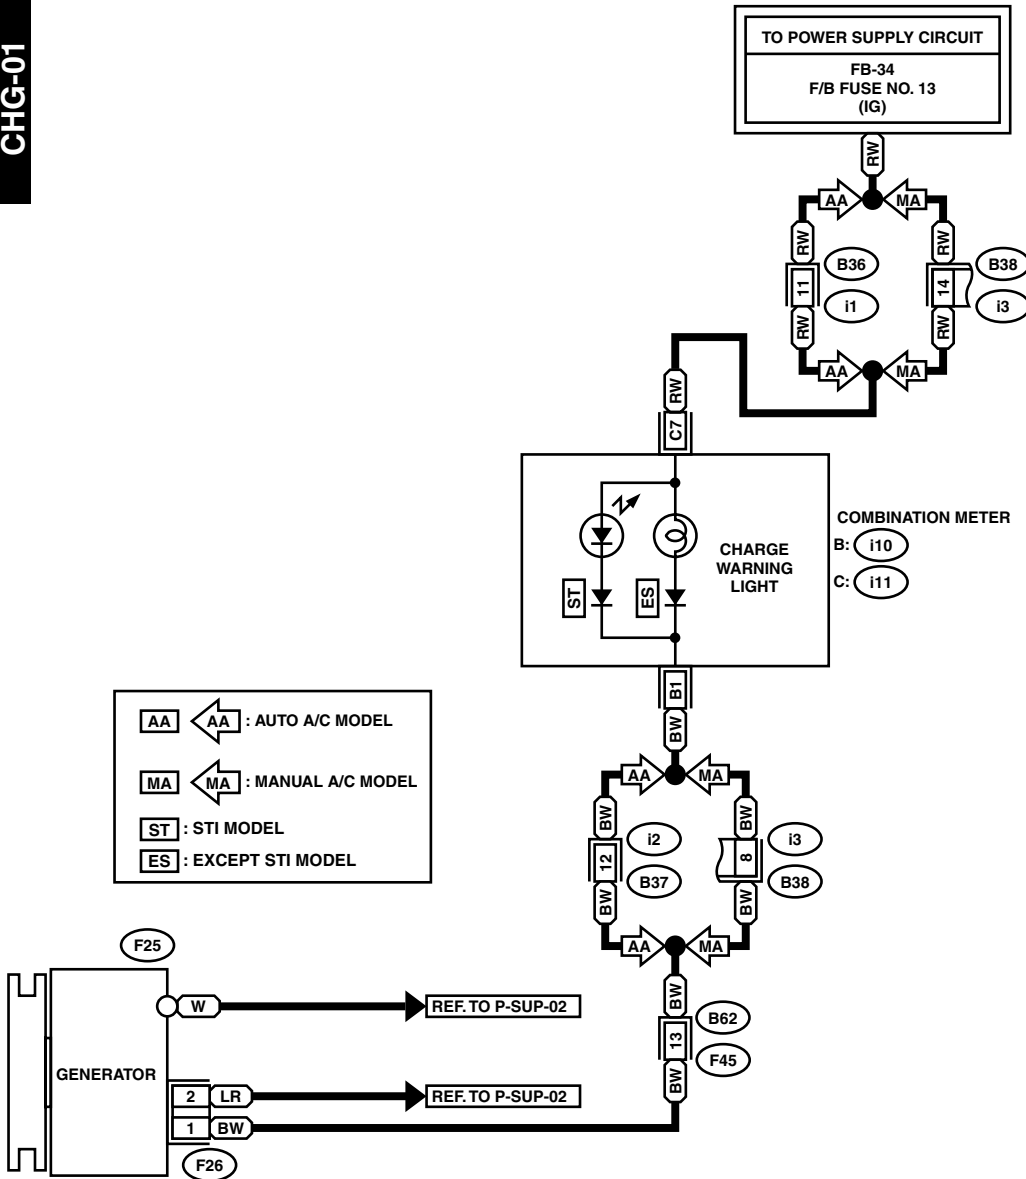 CHG-01
TO POWER SUPPLY CIRCUIT
FB-34
F/B FUSE NO. 13
(IG)
RW
AA MA
RW RW
11 B36 i1
14 B38 i3
RW RW
AA MA
RW
C7
CHARGE
WARNING
LIGHT
ST ES
COMBINATION METER
B: i10
C: i11
B1
BW
AA MA
BW BW
12 i2 B37
8 i3 B38
BW BW
AA MA
BW
13 B62 F45
BW
AA AA : AUTO A/C MODEL
MA MA : MANUAL A/C MODEL
ST : STI MODEL
ES : EXCEPT STI MODEL
F25
W REF. TO P-SUP-02
GENERATOR
2 LR REF. TO P-SUP-02
1 BW
F26